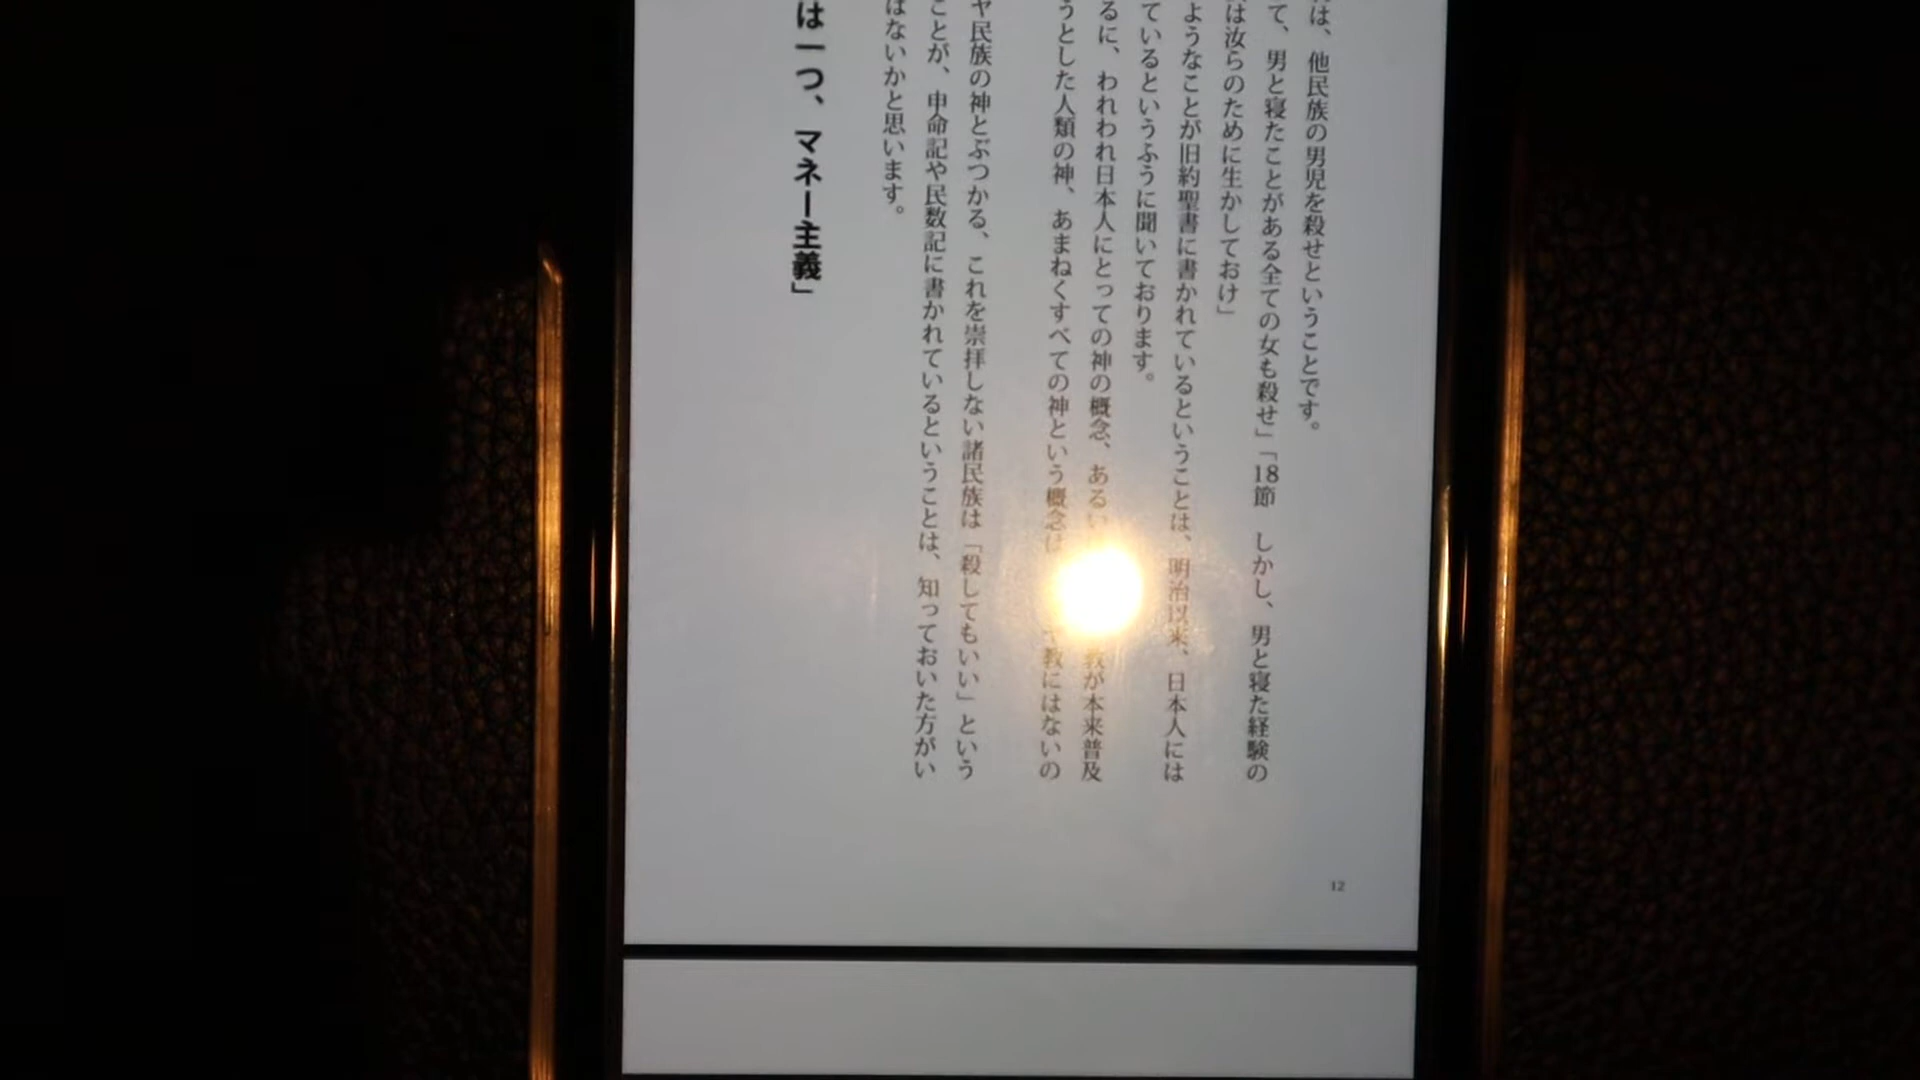 は、他民族の男児を殺せということです。
て、男と寝たことがある全ての女も殺せ」「18節　しかし、男と寝た経験の
は汝らのために生かしておけ」
ようなことが旧約聖書に書かれているということは、明治以来、日本人には
ているというふうに聞いております。
るに、われわれ日本人にとっての神の概念、ある
教が本来普及
うとした人類の神、あまねくすべての神という概念は
教にはないの
ヤ民族の神とぶつかる、これを崇拝しない諸民族は「殺してもいい」という
ことが、申命記や民数記に書かれているということは、知っておいた方がい
はないかと思います。
は一つ、マネー主義」
12